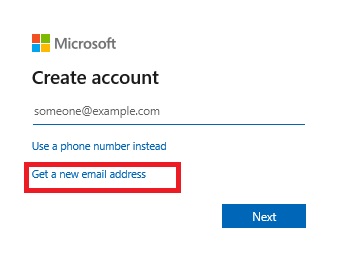 Microsoft
Create account
someone@example.com
Use a phone number instead
Get a new email address
Next